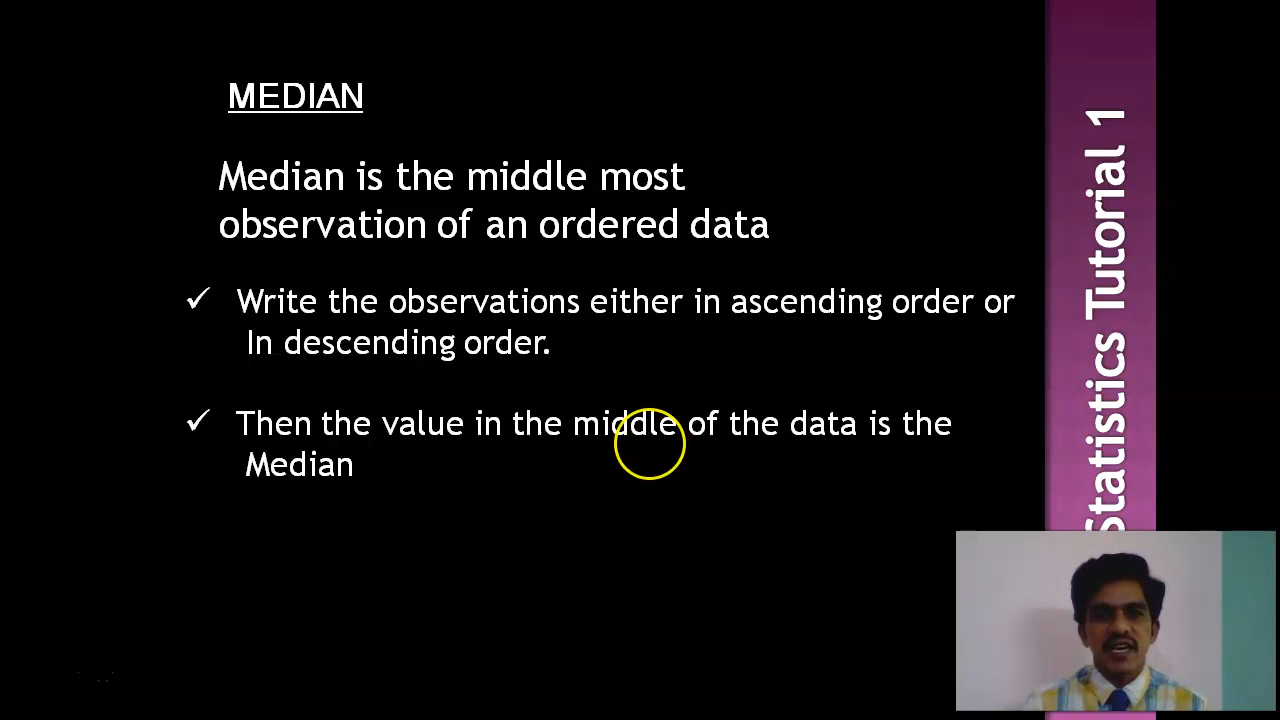 MEDIAN
Median is the middle most
observation of an ordered data
✓ Write the observations either in ascending order or
In descending order.
✓ Then the value in the middle of the data is the
Median
Statistics Tutorial 1